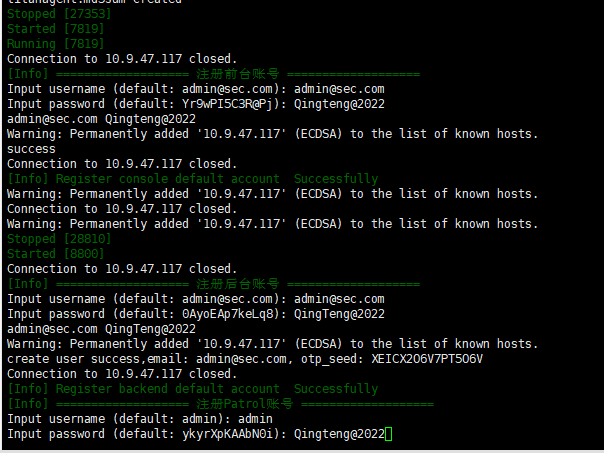 titanagent.md5sum created
Stopped [27353]
Started [7819]
Running [7819]
Connection to 10.9.47.117 closed.
[Info] ================== 注册前台账号 ==================
Input username (default: admin@sec.com): admin@sec.com
Input password (default: Yr9wPI5C3R@Pj): Qingteng@2022
admin@sec.com Qingteng@2022
Warning: Permanently added '10.9.47.117' (ECDSA) to the list of known hosts.
success
Connection to 10.9.47.117 closed.
[Info] Register console default account  Successfully
Warning: Permanently added '10.9.47.117' (ECDSA) to the list of known hosts.
Connection to 10.9.47.117 closed.
Warning: Permanently added '10.9.47.117' (ECDSA) to the list of known hosts.
Stopped [28810]
Started [8800]
Connection to 10.9.47.117 closed.
[Info] ================== 注册后台账号 ==================
Input username (default: admin@sec.com): admin@sec.com
Input password (default: 0AyoEAp7keLq8): QingTeng@2022
admin@sec.com QingTeng@2022
Warning: Permanently added '10.9.47.117' (ECDSA) to the list of known hosts.
create user success,email: admin@sec.com, otp_seed: XEICX2O6V7PT5O6V
Connection to 10.9.47.117 closed.
[Info] Register backend default account  Successfully
[Info] ================== 注册Patrol账号 ==================
Input username (default: admin): admin
Input password (default: ykyrXpKAAbN0i): Qingteng@2022